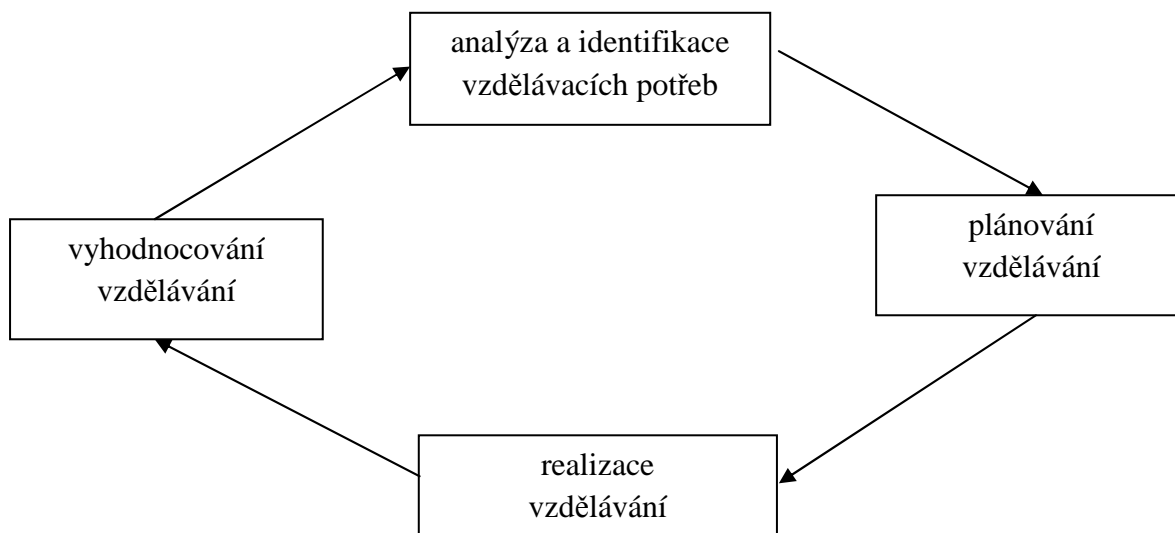 analýza a identifikace
vzdělávacích potřeb
plánování
vzdělávání
vyhodnocování
vzdělávání
realizace
vzdělávání